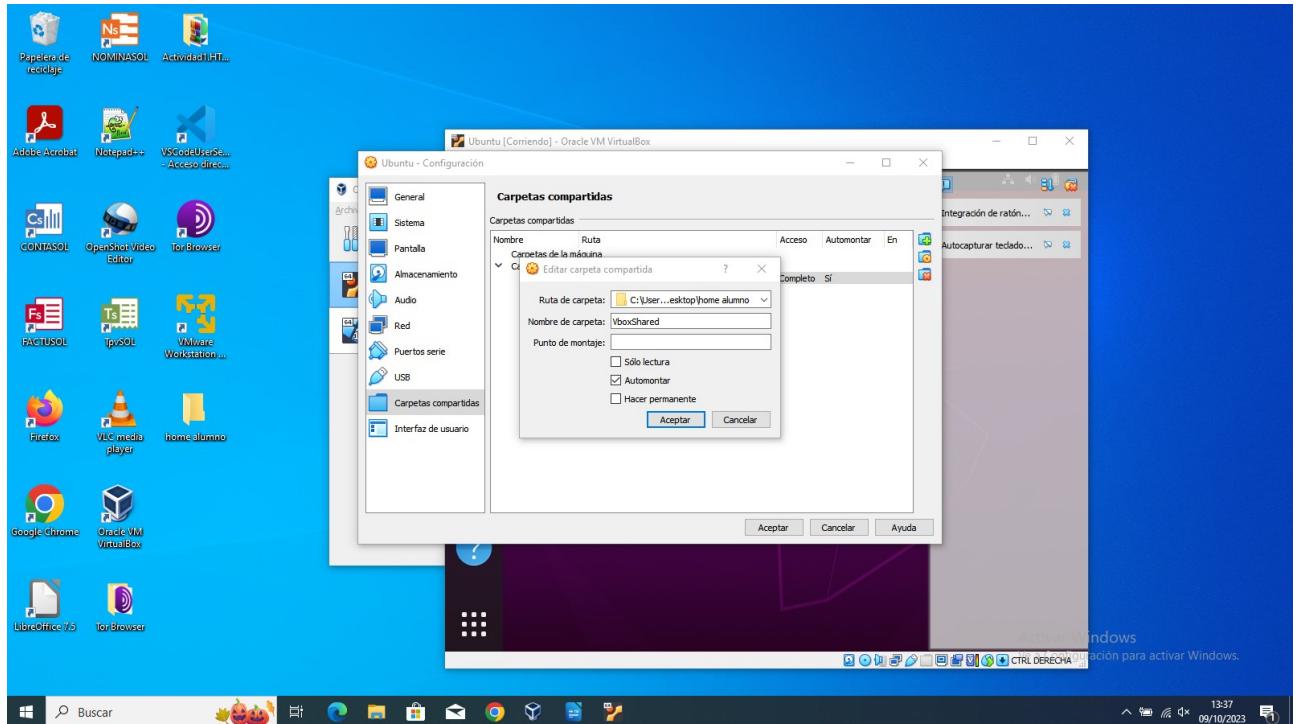 Papelera de
reciclaje
NOMINASOL
Actividad1.HT...
Adobe Acrobat
Notepad++
VSCodeUserSe...
- Acceso direc...
CONTASOL
OpenShot Video
Editor
Tor Browser
FACTUSOL
TpvSOL
VMware
Workstation ...
Firefox
VLC media
player
home alumno
Google Chrome
Oracle VM
VirtualBox
LibreOffice 7.5
Tor Browser
Ubuntu [Corriendo] - Oracle VM VirtualBox
Ubuntu - Configuración
Archi
General
Sistema
Pantalla
Almacenamiento
Audio
Red
Puertos serie
USB
Carpetas compartidas
Interfaz de usuario
Carpetas compartidas
Carpetas compartidas
Nombre Ruta Acceso Automontar En
Carpetas de la máquina
Completo Sí
Editar carpeta compartida
Ruta de carpeta: C:\User...esktop\home alumno
Nombre de carpeta: VboxShared
Punto de montaje:
Sólo lectura
Automontar
Hacer permanente
Aceptar Cancelar
Aceptar Cancelar Ayuda
Integración de ratón...
Autocapturar teclado...
CTRL DERECHA
ción para activar Windows.
Buscar
13:37
09/10/2023